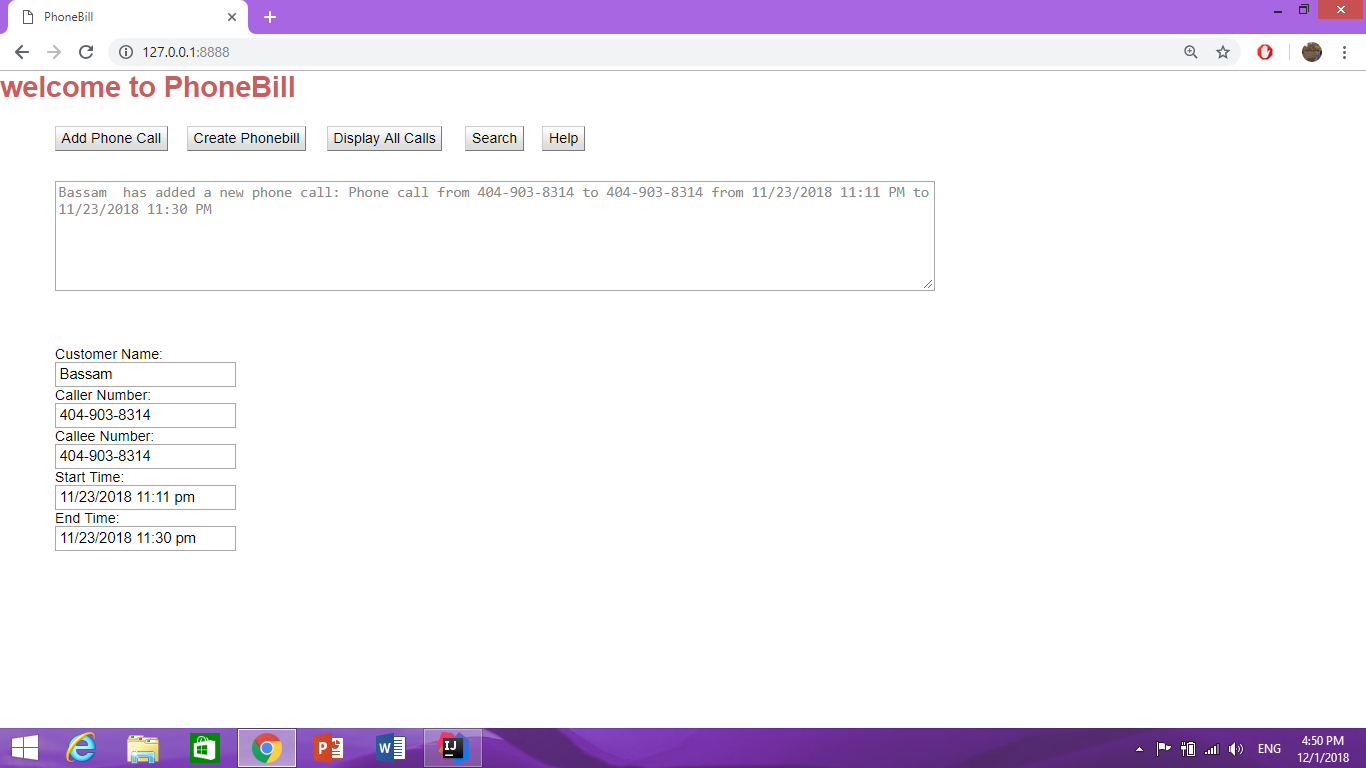 PhoneBill
127.0.0.1:8888
welcome to PhoneBill
Add Phone Call Create Phonebill Display All Calls Search Help
Bassam  has added a new phone call: Phone call from 404-903-8314 to 404-903-8314 from 11/23/2018 11:11 PM to
11/23/2018 11:30 PM
Customer Name:
Bassam
Caller Number:
404-903-8314
Callee Number:
404-903-8314
Start Time:
11/23/2018 11:11 pm
End Time:
11/23/2018 11:30 pm
ENG
4:50 PM
12/1/2018